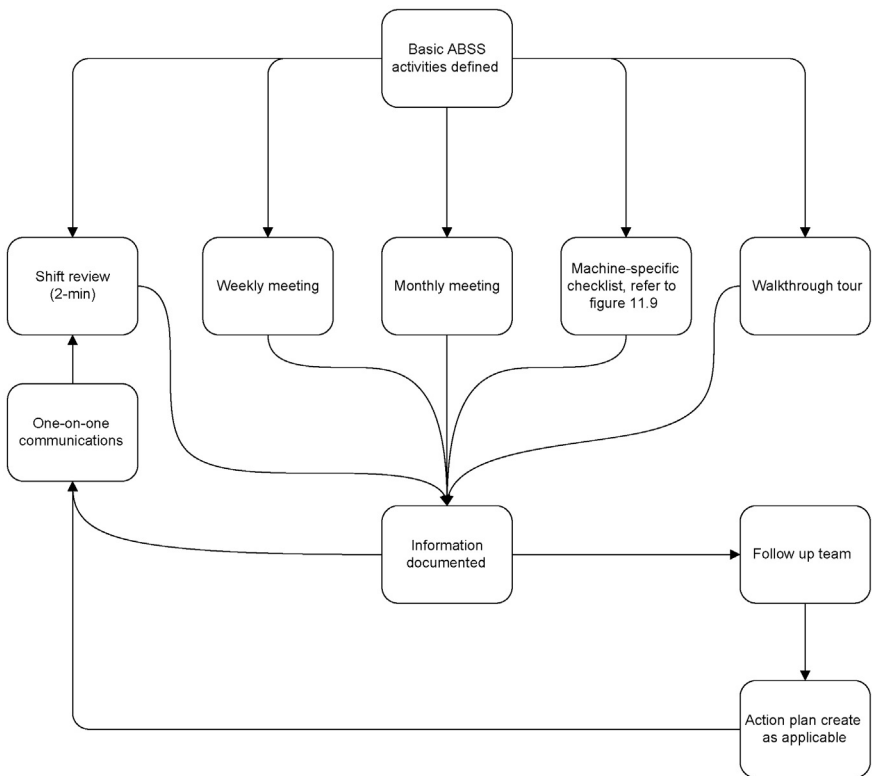 Basic ABSS
activities defined
Shift review
(2-min)
Weekly meeting
Monthly meeting
Machine-specific
checklist, refer to
figure 11.9
Walkthrough tour
One-on-one
communications
Information
documented
Follow up team
Action plan create
as applicable